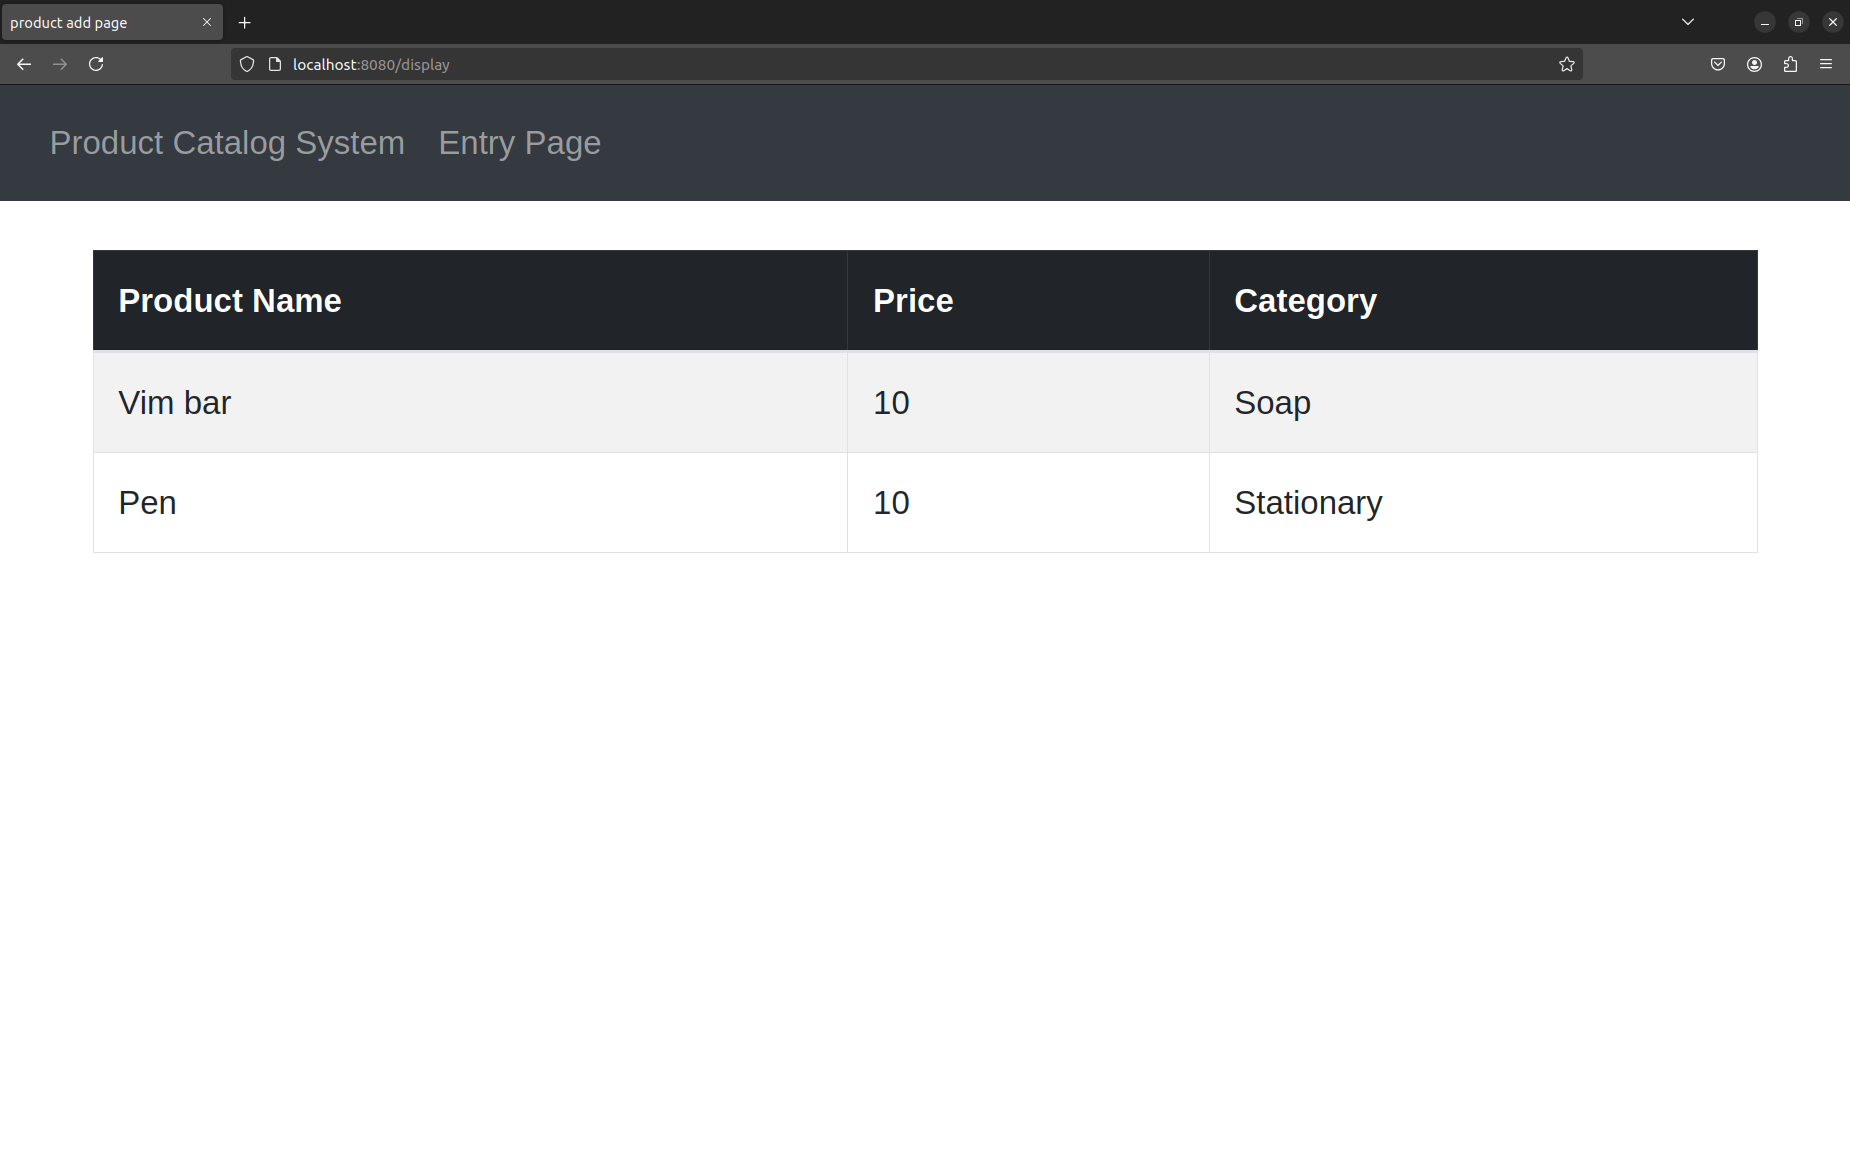 product add page
localhost:8080/display
Product Catalog System Entry Page
Product Name Price Category
Vim bar 10 Soap
Pen 10 Stationary